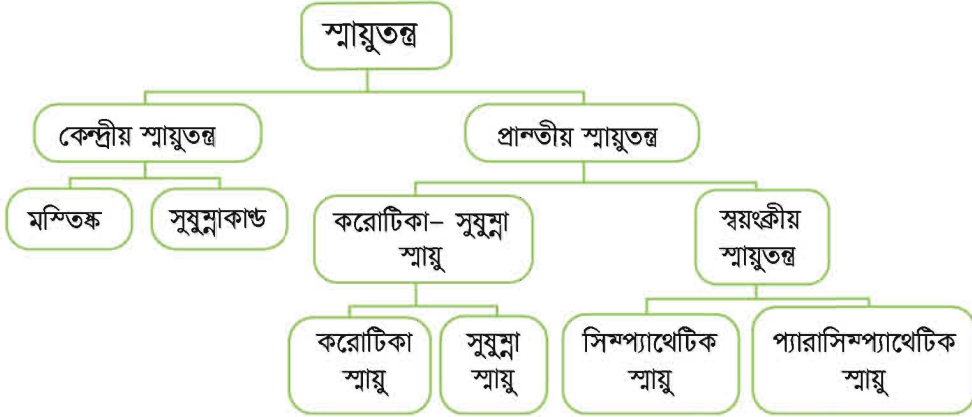 স্নায়ুতন্ত্র
কেন্দ্রীয় স্নায়ুতন্ত্র
প্রান্তীয় স্নায়ুতন্ত্র
মস্তিষ্ক
সুষুম্নাকাণ্ড
করোটিকা– সুষুম্না
স্নায়ু
স্বয়ংক্রীয়
স্নায়ুতন্ত্র
করোটিকা
স্নায়ু
সুষুম্না
স্নায়ু
সিম্প্যাথেটিক
স্নায়ু
প্যারাসিম্প্যাথেটিক
স্নায়ু